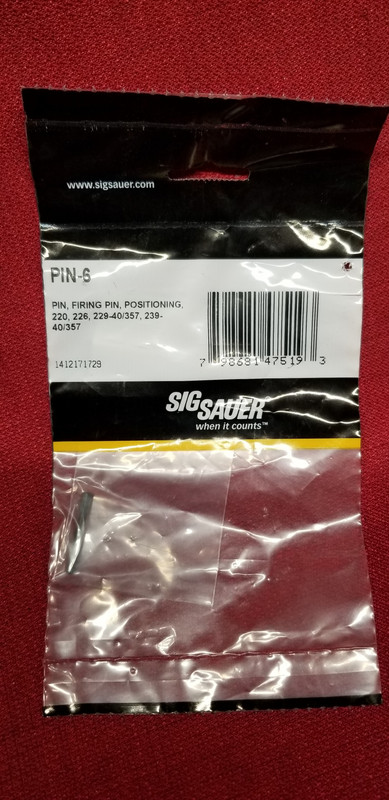 www.sigsauer.com
PIN-6
PIN, FIRING PIN, POSITIONING,
220, 226, 229-40/357, 239-
40/357
1412171729
7 98681 47519 3
SIG SAUER
when it counts™